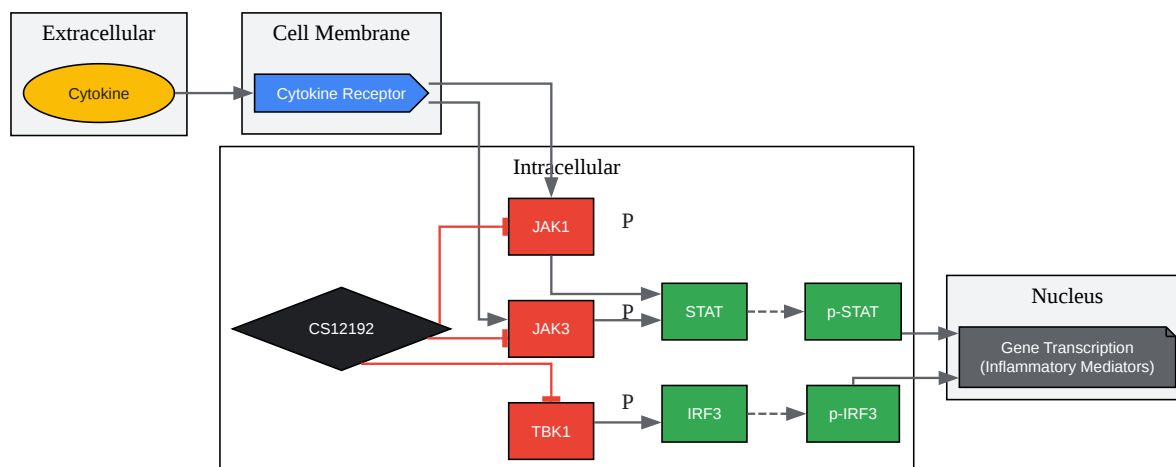 Extracellular
Cell Membrane
Cytokine
Cytokine Receptor
Intracellular
JAK1
P
CS12192
JAK3
P
STAT
p-STAT
Nucleus
Gene Transcription
(Inflammatory Mediators)
TBK1
P
IRF3
p-IRF3